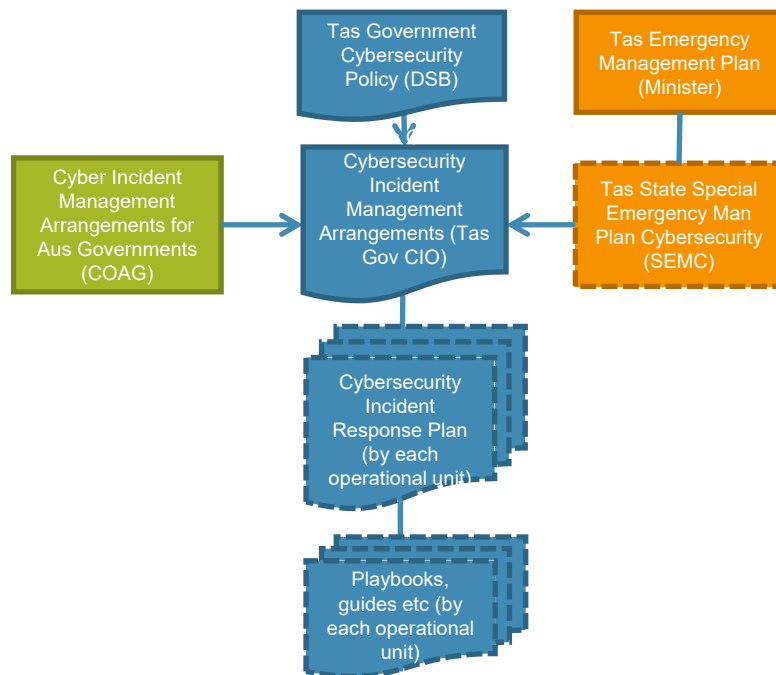 Tas Government
Cybersecurity
Policy (DSB)
Tas Emergency
Management Plan
(Minister)
Cyber Incident
Management
Arrangements for
Aus Governments
(COAG)
Cybersecurity
Incident
Management
Arrangements (Tas
Gov CIO)
Tas State Special
Emergency Man
Plan Cybersecurity
(SEMC)
Cybersecurity
Incident
Response Plan
(by each
operational unit)
Playbooks,
guides etc (by
each operational
unit)